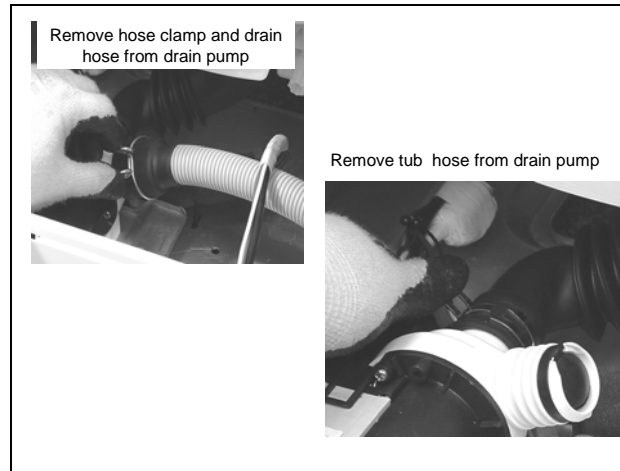 Remove hose clamp and drain
hose from drain pump
Remove tub hose from drain pump